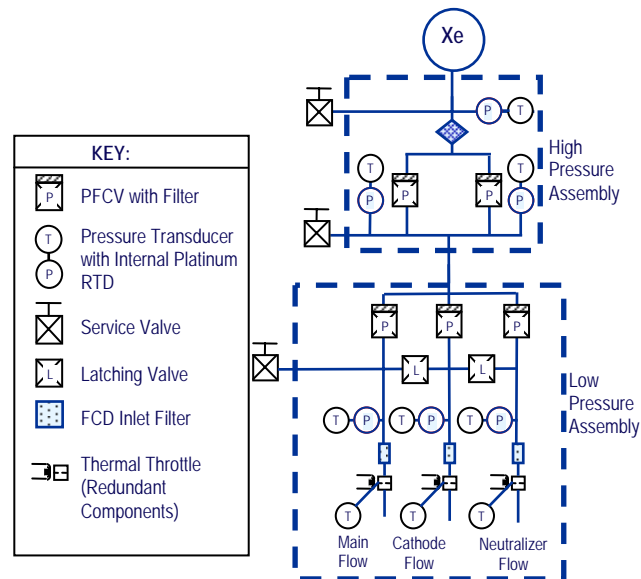 Xe
P T
High
Pressure
Assembly
T P P P T P
KEY:
P PFCV with Filter
T Pressure Transducer
with Internal Platinum
P RTD
Service Valve
L Latching Valve
FCD Inlet Filter
Thermal Throttle
(Redundant
Components)
P P P
L L
Low
Pressure
Assembly
T P T P T P
T T T
Main
Flow
Cathode
Flow
Neutralizer
Flow